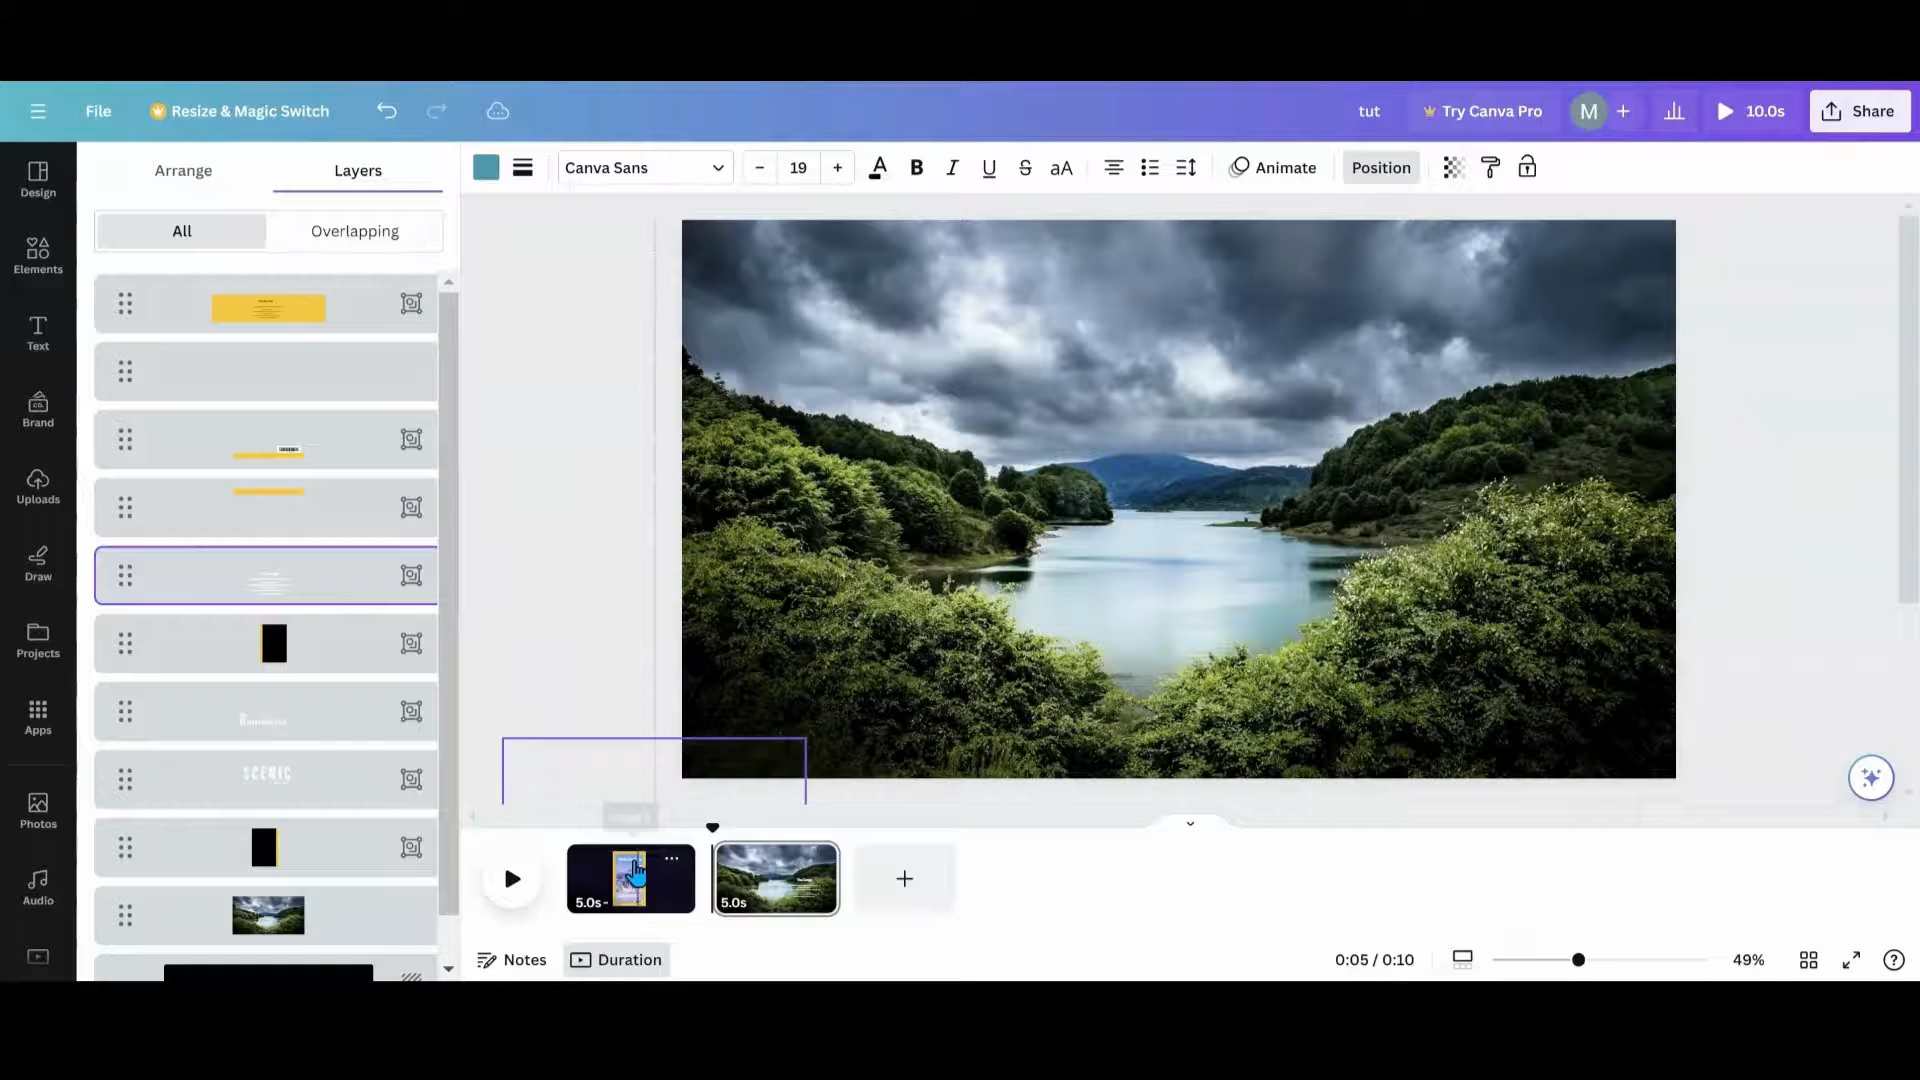 File
Resize & Magic Switch
tut
Try Canva Pro
M
10.0s
Share
Design
Elements
Text
Brand
Uploads
Draw
Projects
Apps
Photos
Audio
Arrange
Layers
All
Overlapping
SCENIC
Canva Sans
19
A
B
I
U
S
aA
Animate
Position
5.0s
5.0s
Notes
Duration
0:05 / 0:10
49%